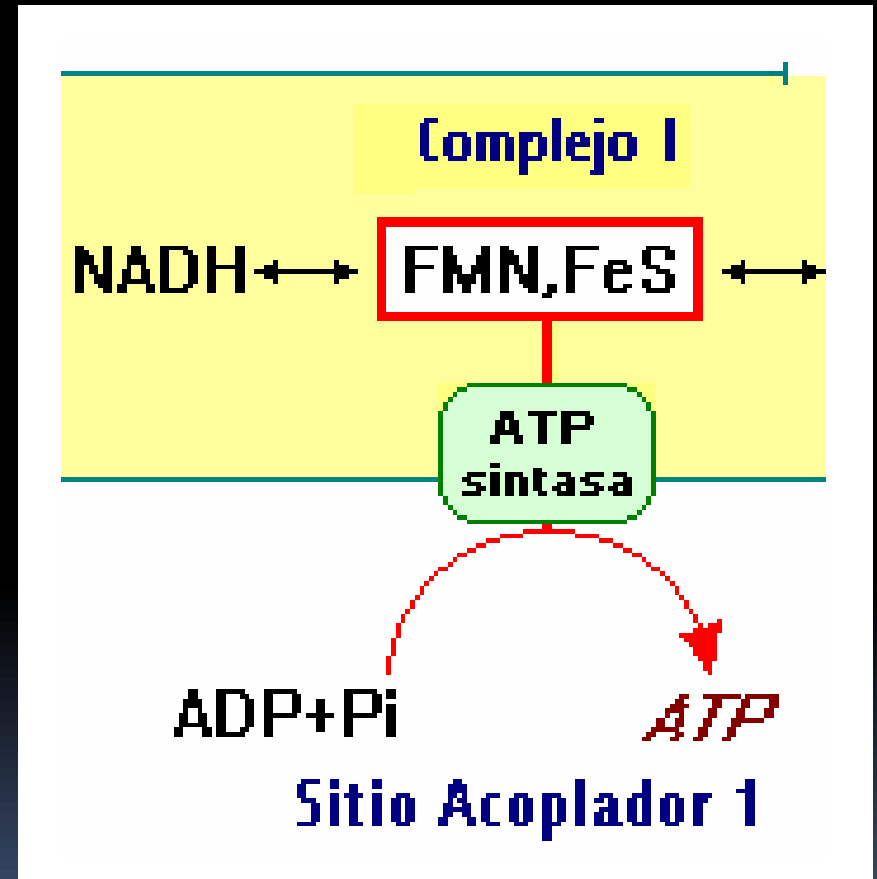 Complejo I
NADH
FMN,FeS
ATP
sintasa
ADP+Pi
ATP
Sitio Acoplador 1